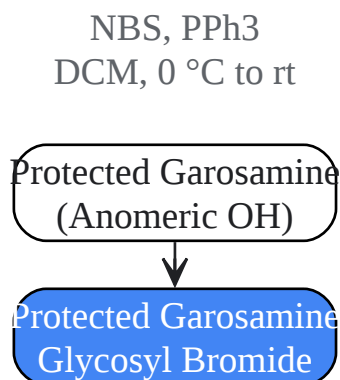 NBS, PPh3
DCM, 0 °C to rt
Protected Garosamine
(Anomeric OH)
Protected Garosamine
Glycosyl Bromide